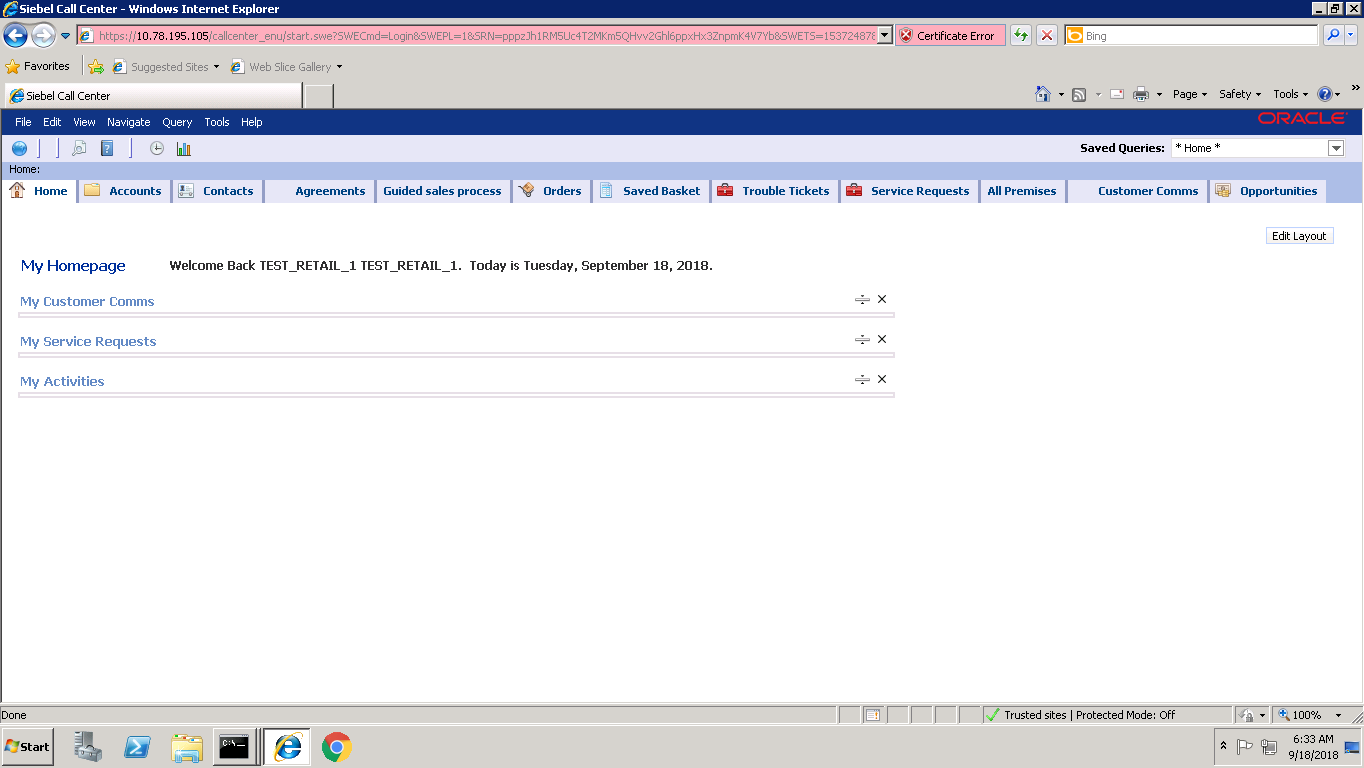 Siebel Call Center - Windows Internet Explorer
https://10.78.195.105/callcenter_enu/start.swe?SWECmd=Login&SWEPL=1&SRN= Certificate Error Bing
Favorites Suggested Sites Web Slice Gallery
Siebel Call Center Page Safety Tools
File Edit View Navigate Query Tools Help ORACLE
Saved Queries: * Home *
Home:
Home Accounts Contacts Agreements Guided sales process Orders Saved Basket Trouble Tickets Service Requests All Premises Customer Comms Opportunities
Edit Layout
My Homepage Welcome Back TEST_RETAIL_1 TEST_RETAIL_1. Today is Tuesday, September 18, 2018.
My Customer Comms
My Service Requests
My Activities
Done Trusted sites | Protected Mode: Off 100%
Start C:\. 6:33 AM
9/18/2018